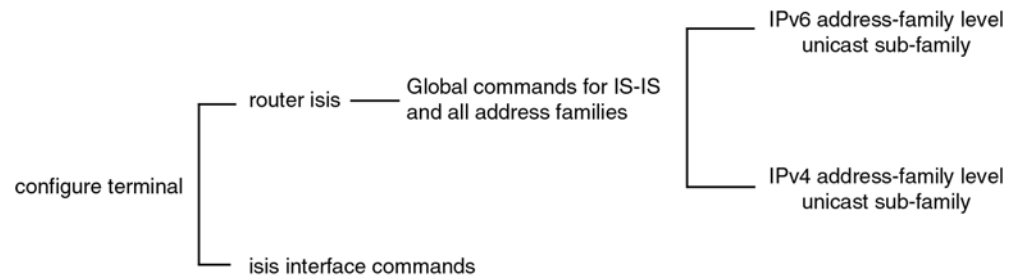 IPv6 address-family level
unicast sub-family
Global commands for IS-IS
router isis
and all address families
configure terminal
IPv4 address-family level
unicast sub-family
isis interface commands